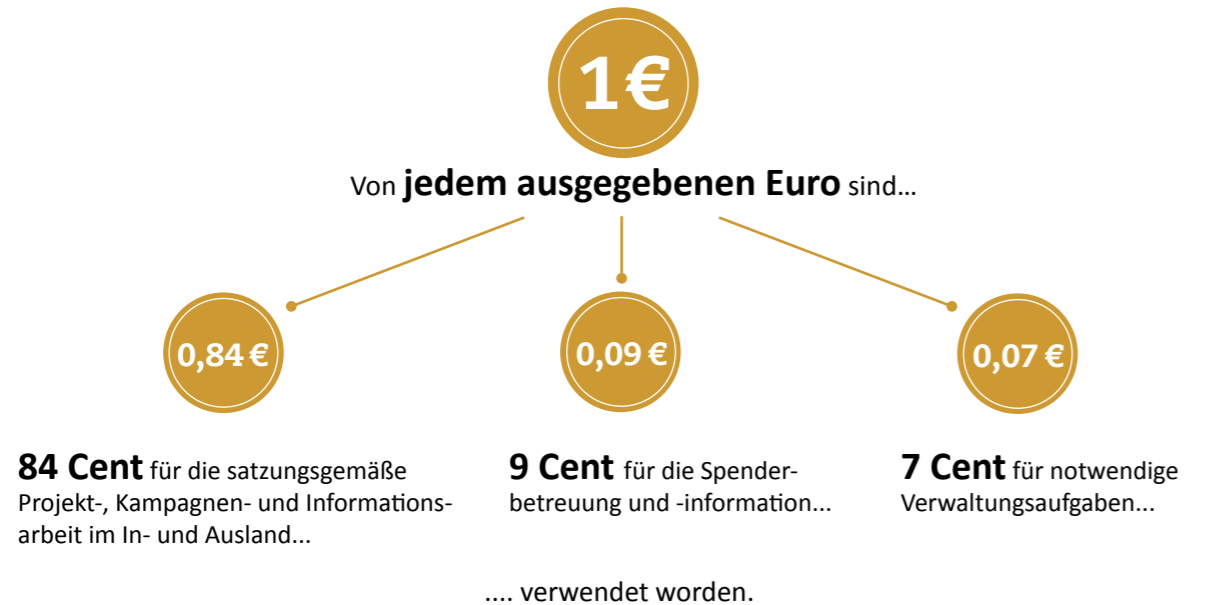 1€
Von jedem ausgegebenen Euro sind...
0,84 €
0,09 €
0,07 €
84 Cent für die satzungsgemäße
Projekt-, Kampagnen- und Informations-
arbeit im In- und Ausland...
9 Cent für die Spender-
betreuung und -information...
7 Cent für notwendige
Verwaltungsaufgaben...
.... verwendet worden.